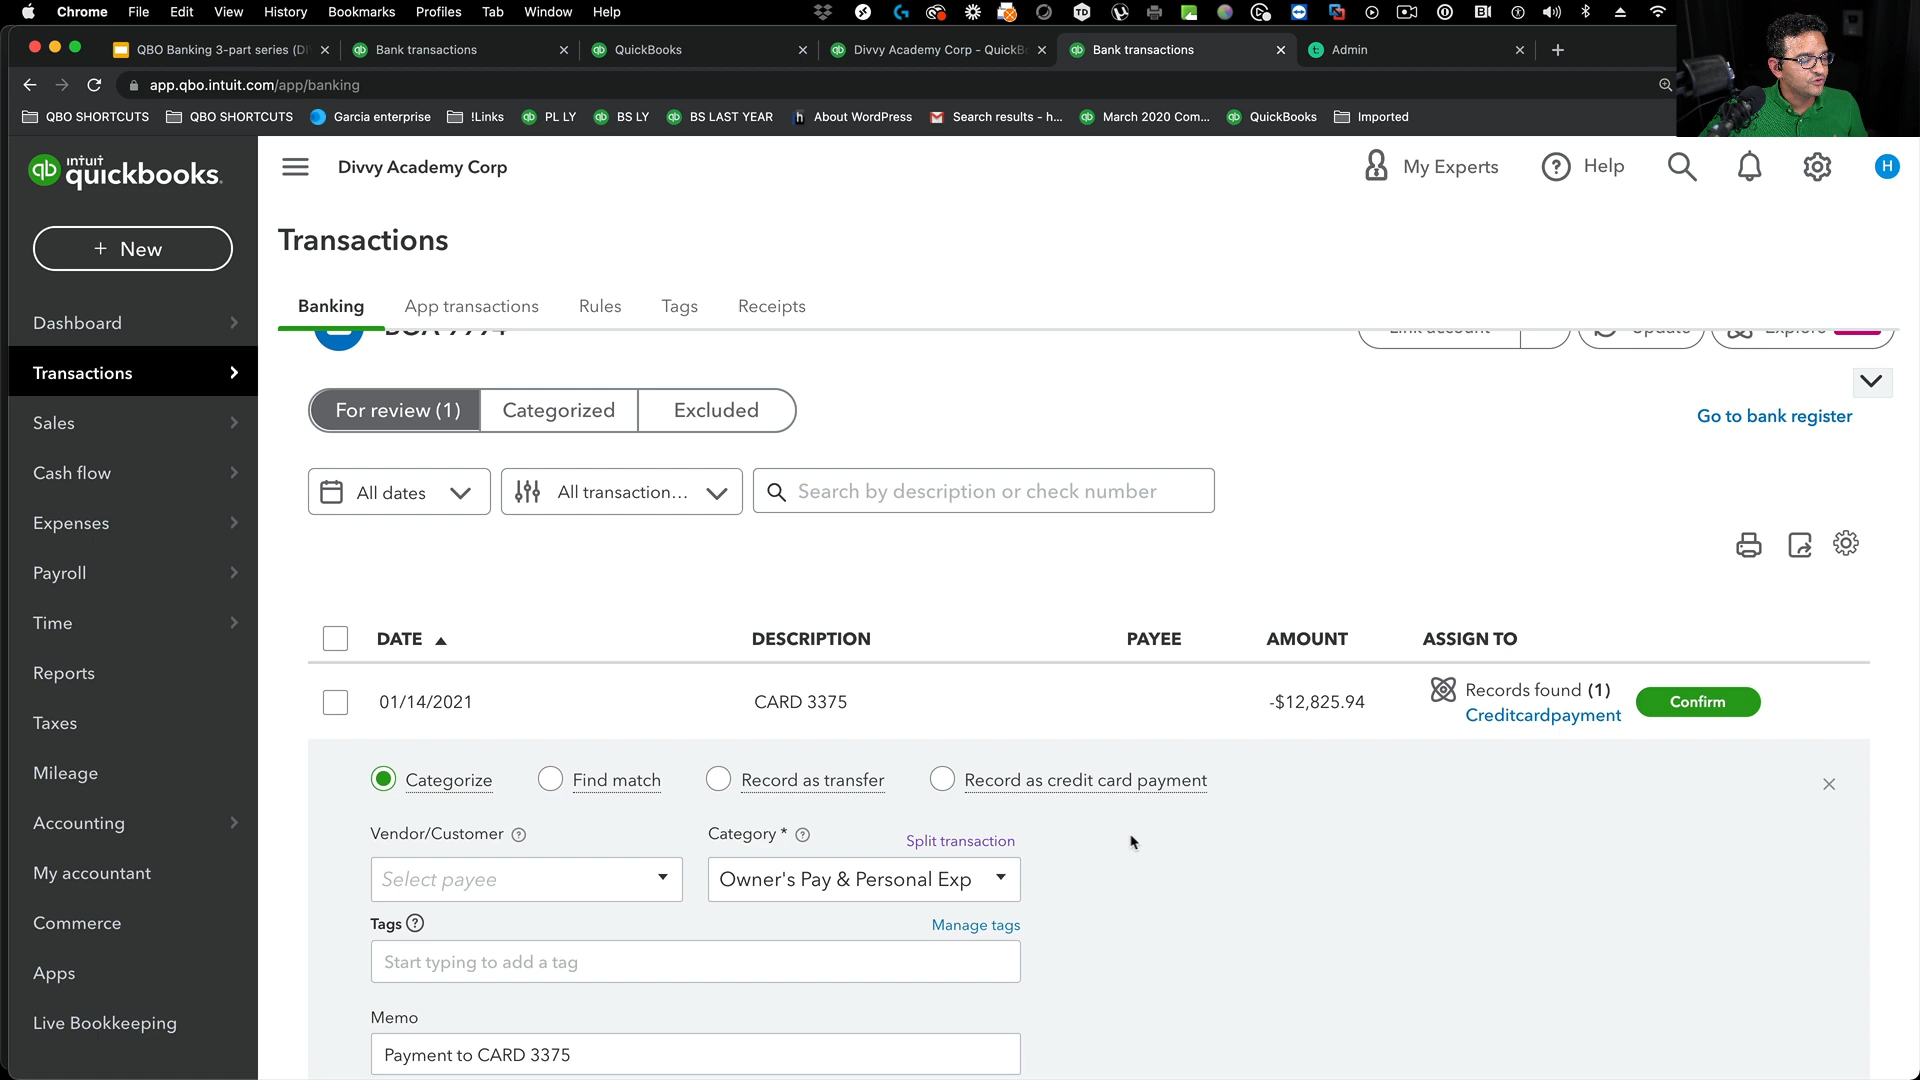 Chrome File Edit View History Bookmarks Profiles Tab Window Help
QBO Banking 3-part series (DI
Bank transactions
QuickBooks
Divvy Academy Corp - QuickB
Bank transactions
Admin
app.qbo.intuit.com/app/banking
QBO SHORTCUTS QBO SHORTCUTS Garcia enterprise !Links PL LY BS LY BS LAST YEAR About WordPress Search results - h... March 2020 Com... QuickBooks Imported
intuit
quickbooks.
Divvy Academy Corp
My Experts
Help
H
+ New
Transactions
Banking App transactions Rules Tags Receipts
Dashboard
Transactions
Sales
Cash flow
Expenses
Payroll
Time
Reports
Taxes
Mileage
Accounting
My accountant
Commerce
Apps
Live Bookkeeping
Link account
Update
Explore
For review (1) Categorized Excluded
Go to bank register
All dates
All transaction...
Search by description or check number
DATE DESCRIPTION PAYEE AMOUNT ASSIGN TO
01/14/2021 CARD 3375 -$12,825.94
Records found (1)
Creditcardpayment
Confirm
Categorize Find match Record as transfer Record as credit card payment
Vendor/Customer
Category *
Split transaction
Select payee
Owner's Pay & Personal Exp
Tags
Manage tags
Start typing to add a tag
Memo
Payment to CARD 3375